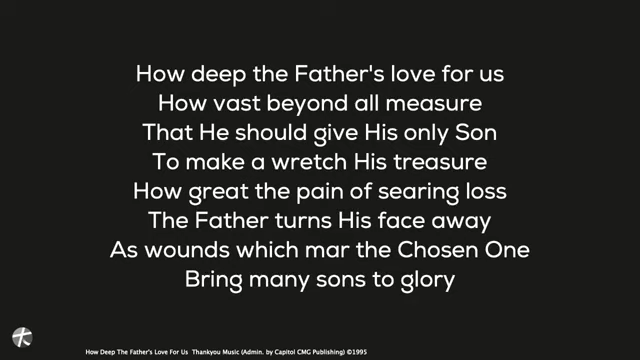 How deep the Father's love for us
How vast beyond all measure
That He should give His only Son
To make a wretch His treasure
How great the pain of searing loss
The Father turns His face away
As wounds which mar the Chosen One
Bring many sons to glory
How Deep The Father's Love For Us Thankyou Music (Admin. by Capitol CMG Publishing) ©1995